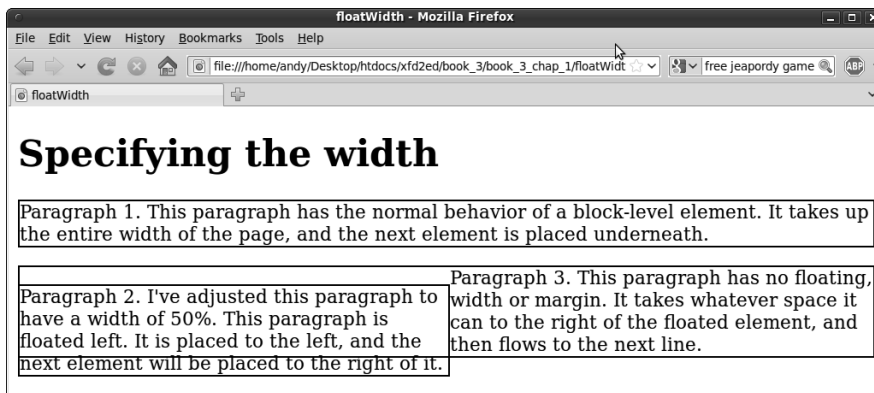 floatWidth - Mozilla Firefox
File Edit View History Bookmarks Tools Help
file:///home/andy/Desktop/htdocs/xfd2ed/book_3/book_3_chap_1/floatWidt
free jeapordy game
ABP
floatWidth
Specifying the width
Paragraph 1. This paragraph has the normal behavior of a block-level element. It takes up
the entire width of the page, and the next element is placed underneath.
Paragraph 2. I've adjusted this paragraph to
have a width of 50%. This paragraph is
floated left. It is placed to the left, and the
next element will be placed to the right of it.
Paragraph 3. This paragraph has no floating,
width or margin. It takes whatever space it
can to the right of the floated element, and
then flows to the next line.